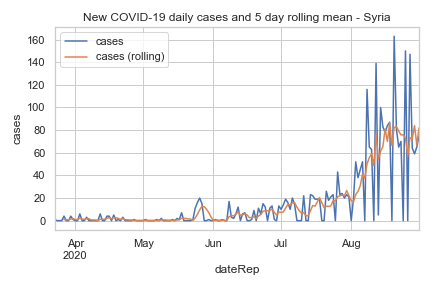 New COVID-19 daily cases and 5 day rolling mean - Syria
cases
cases (rolling)
160
140
120
100
80
60
40
20
0
cases
Apr
2020
May
Jun
Jul
Aug
dateRep